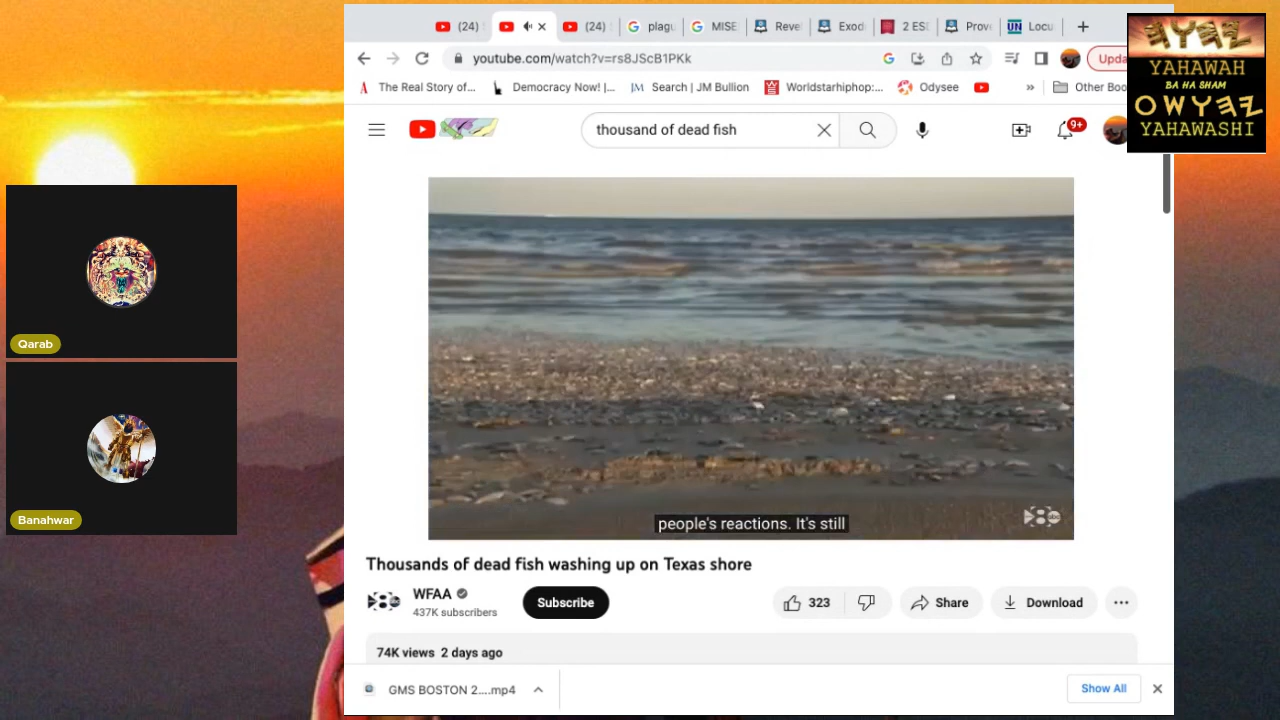 (24)
(24)
plagu
MISE
Reve
Exod
2 ES
Prov
Locu
youtube.com/watch?v=rs8JScB1PKk
Upda
The Real Story of...
Democracy Now! |...
JM
Search | JM Bullion
Worldstarhiphop:...
Odysee
»
Other Boo
thousand of dead fish
9+
YAHAWAH
BA HA SHAM
YAHAWASHI
Qarab
Banahwar
people's reactions. It's still
Thousands of dead fish washing up on Texas shore
WFAA
437K subscribers
Subscribe
323
Share
Download
74K views 2 days ago
GMS BOSTON 2....mp4
Show All